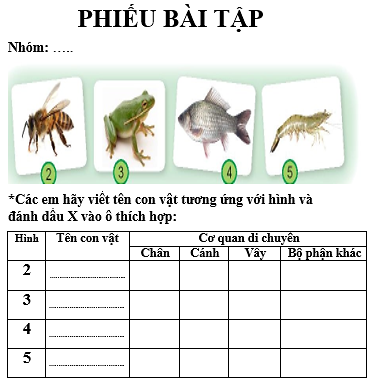 PHIẾU BÀI TẬP
Nhóm: …..
2 3 4 5
*Các em hãy viết tên con vật tương ứng với hình và
đánh dấu X vào ô thích hợp:
Hình Tên con vật Cơ quan di chuyển
Chân Cánh Vây Bộ phận khác
2 ..............................
3 ..............................
4 ..............................
5 ..............................